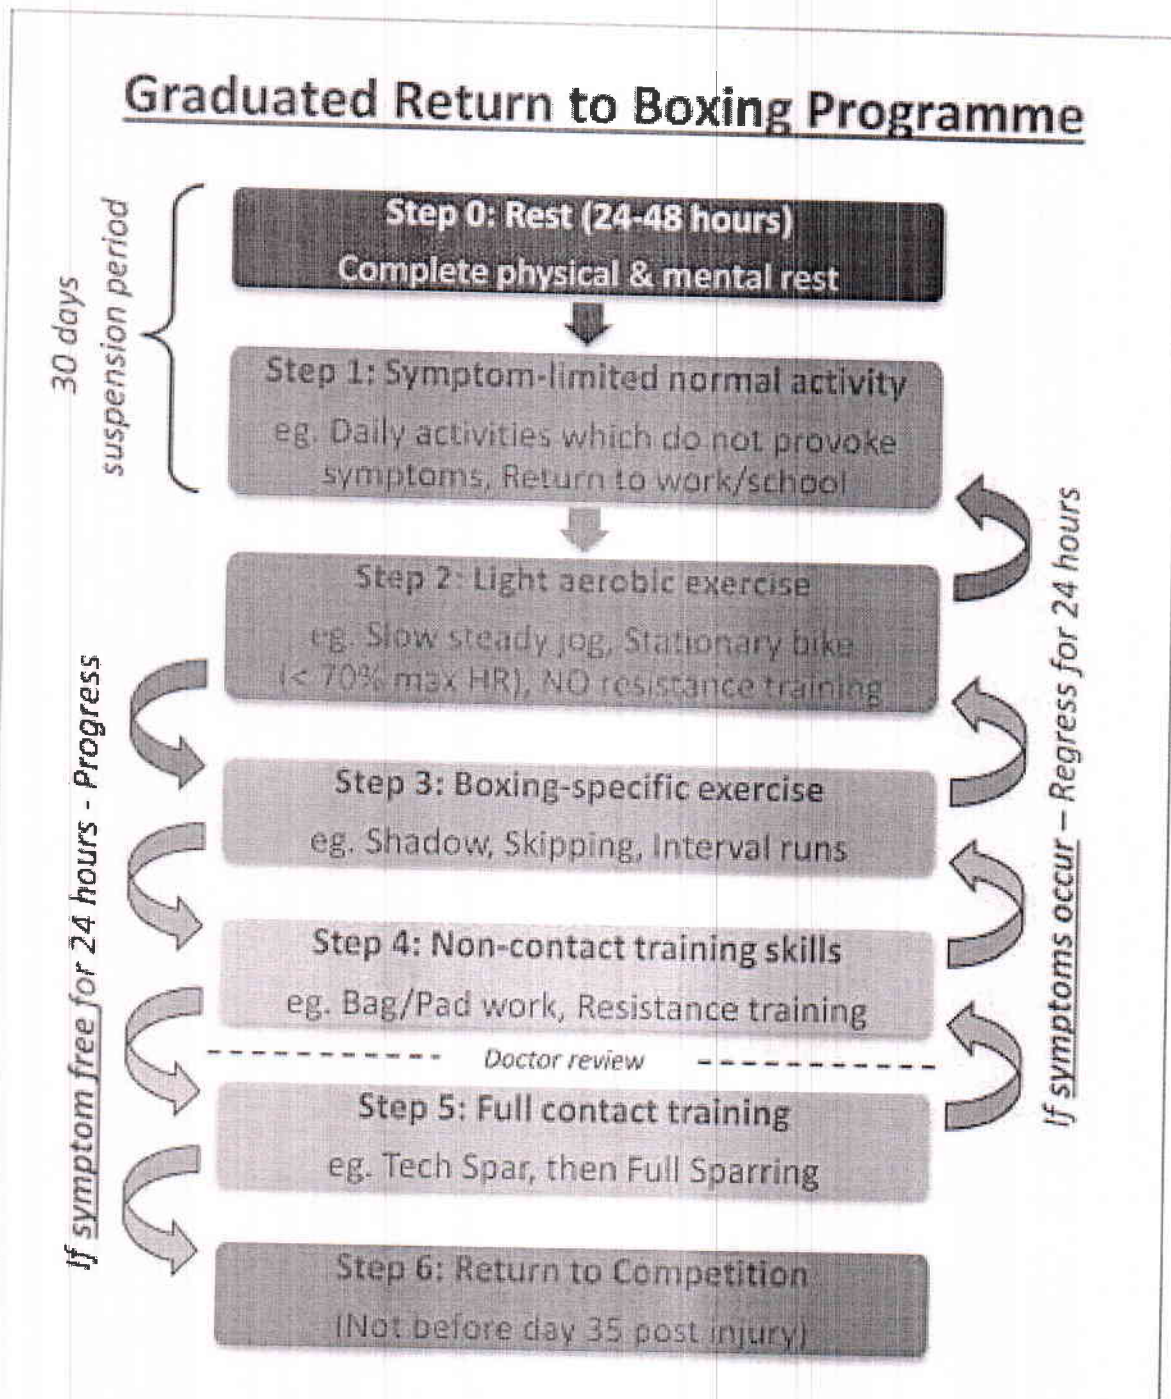 Graduated Return to Boxing Programme
30 days
suspension period
Step 0: Rest (24-48 hours)
Complete physical & mental rest
Step 1: Symptom-limited normal activity
eg. Daily activities which do not provoke
symptoms, Return to work/school
Step 2: Light aerobic exercise
eg. Slow steady jog, Stationary bike
(< 70% max HR) NO resistance training
Step 3: Boxing-specific exercise
eg. Shadow, Skipping, Interval runs
Step 4: Non-contact training skills
eg. Bag/Pad work, Resistance training
Doctor review
Step 5: Full contact training
eg. Tech Spar, then Full Sparring
Step 6: Return to Competition
(Not before day 35 post injury)
If symptom free for 24 hours - Progress
If symptoms occur – Regress for 24 hours